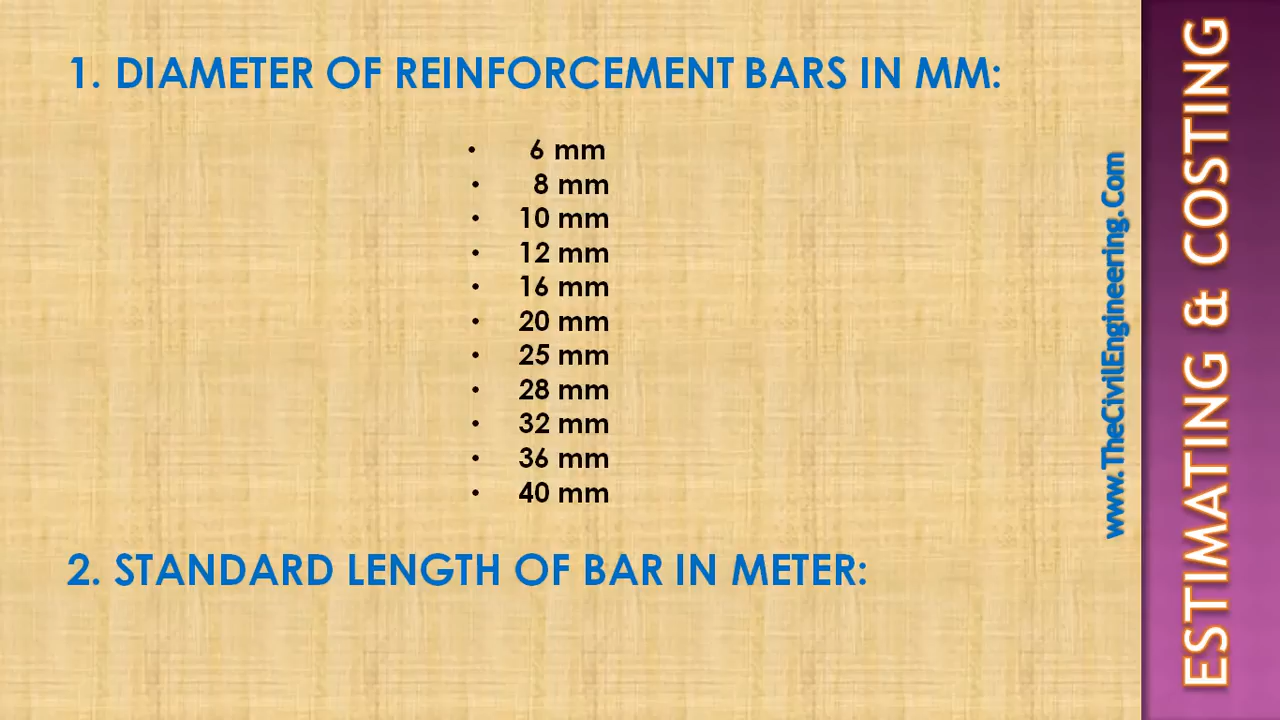 1. DIAMETER OF REINFORCEMENT BARS IN MM:
• 6 mm
• 8 mm
• 10 mm
• 12 mm
• 16 mm
• 20 mm
• 25 mm
• 28 mm
• 32 mm
• 36 mm
• 40 mm
2. STANDARD LENGTH OF BAR IN METER:
www.TheCivilEngineering.Com
ESTIMATING & COSTING